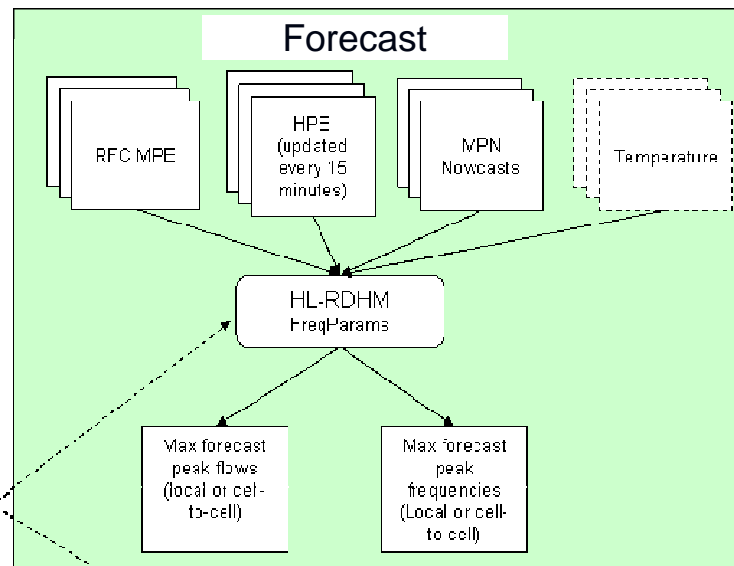 Forecast
RFC MPE
HPE
(updated
every 15
minutes)
MPN
Nowcasts
Temperature
HL-RDHM
FreqParams
Max forecast
peak flows
(local or cell-
to-cell)
Max forecast
peak
frequencies
(Local or cell-
to cell)